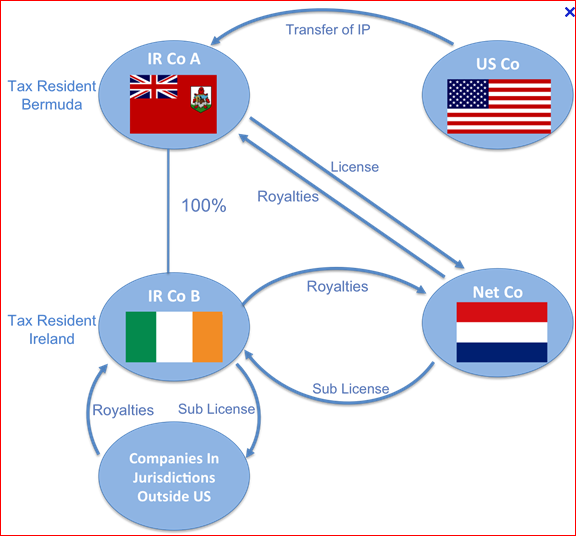 Transfer of IP
IR Co A
US Co
Tax Resident
Bermuda
License
Royalties
100%
IR Co B
Royalties
Net Co
Tax Resident
Ireland
Sub License
Royalties
Sub License
Companies In
Jurisdictions
Outside US